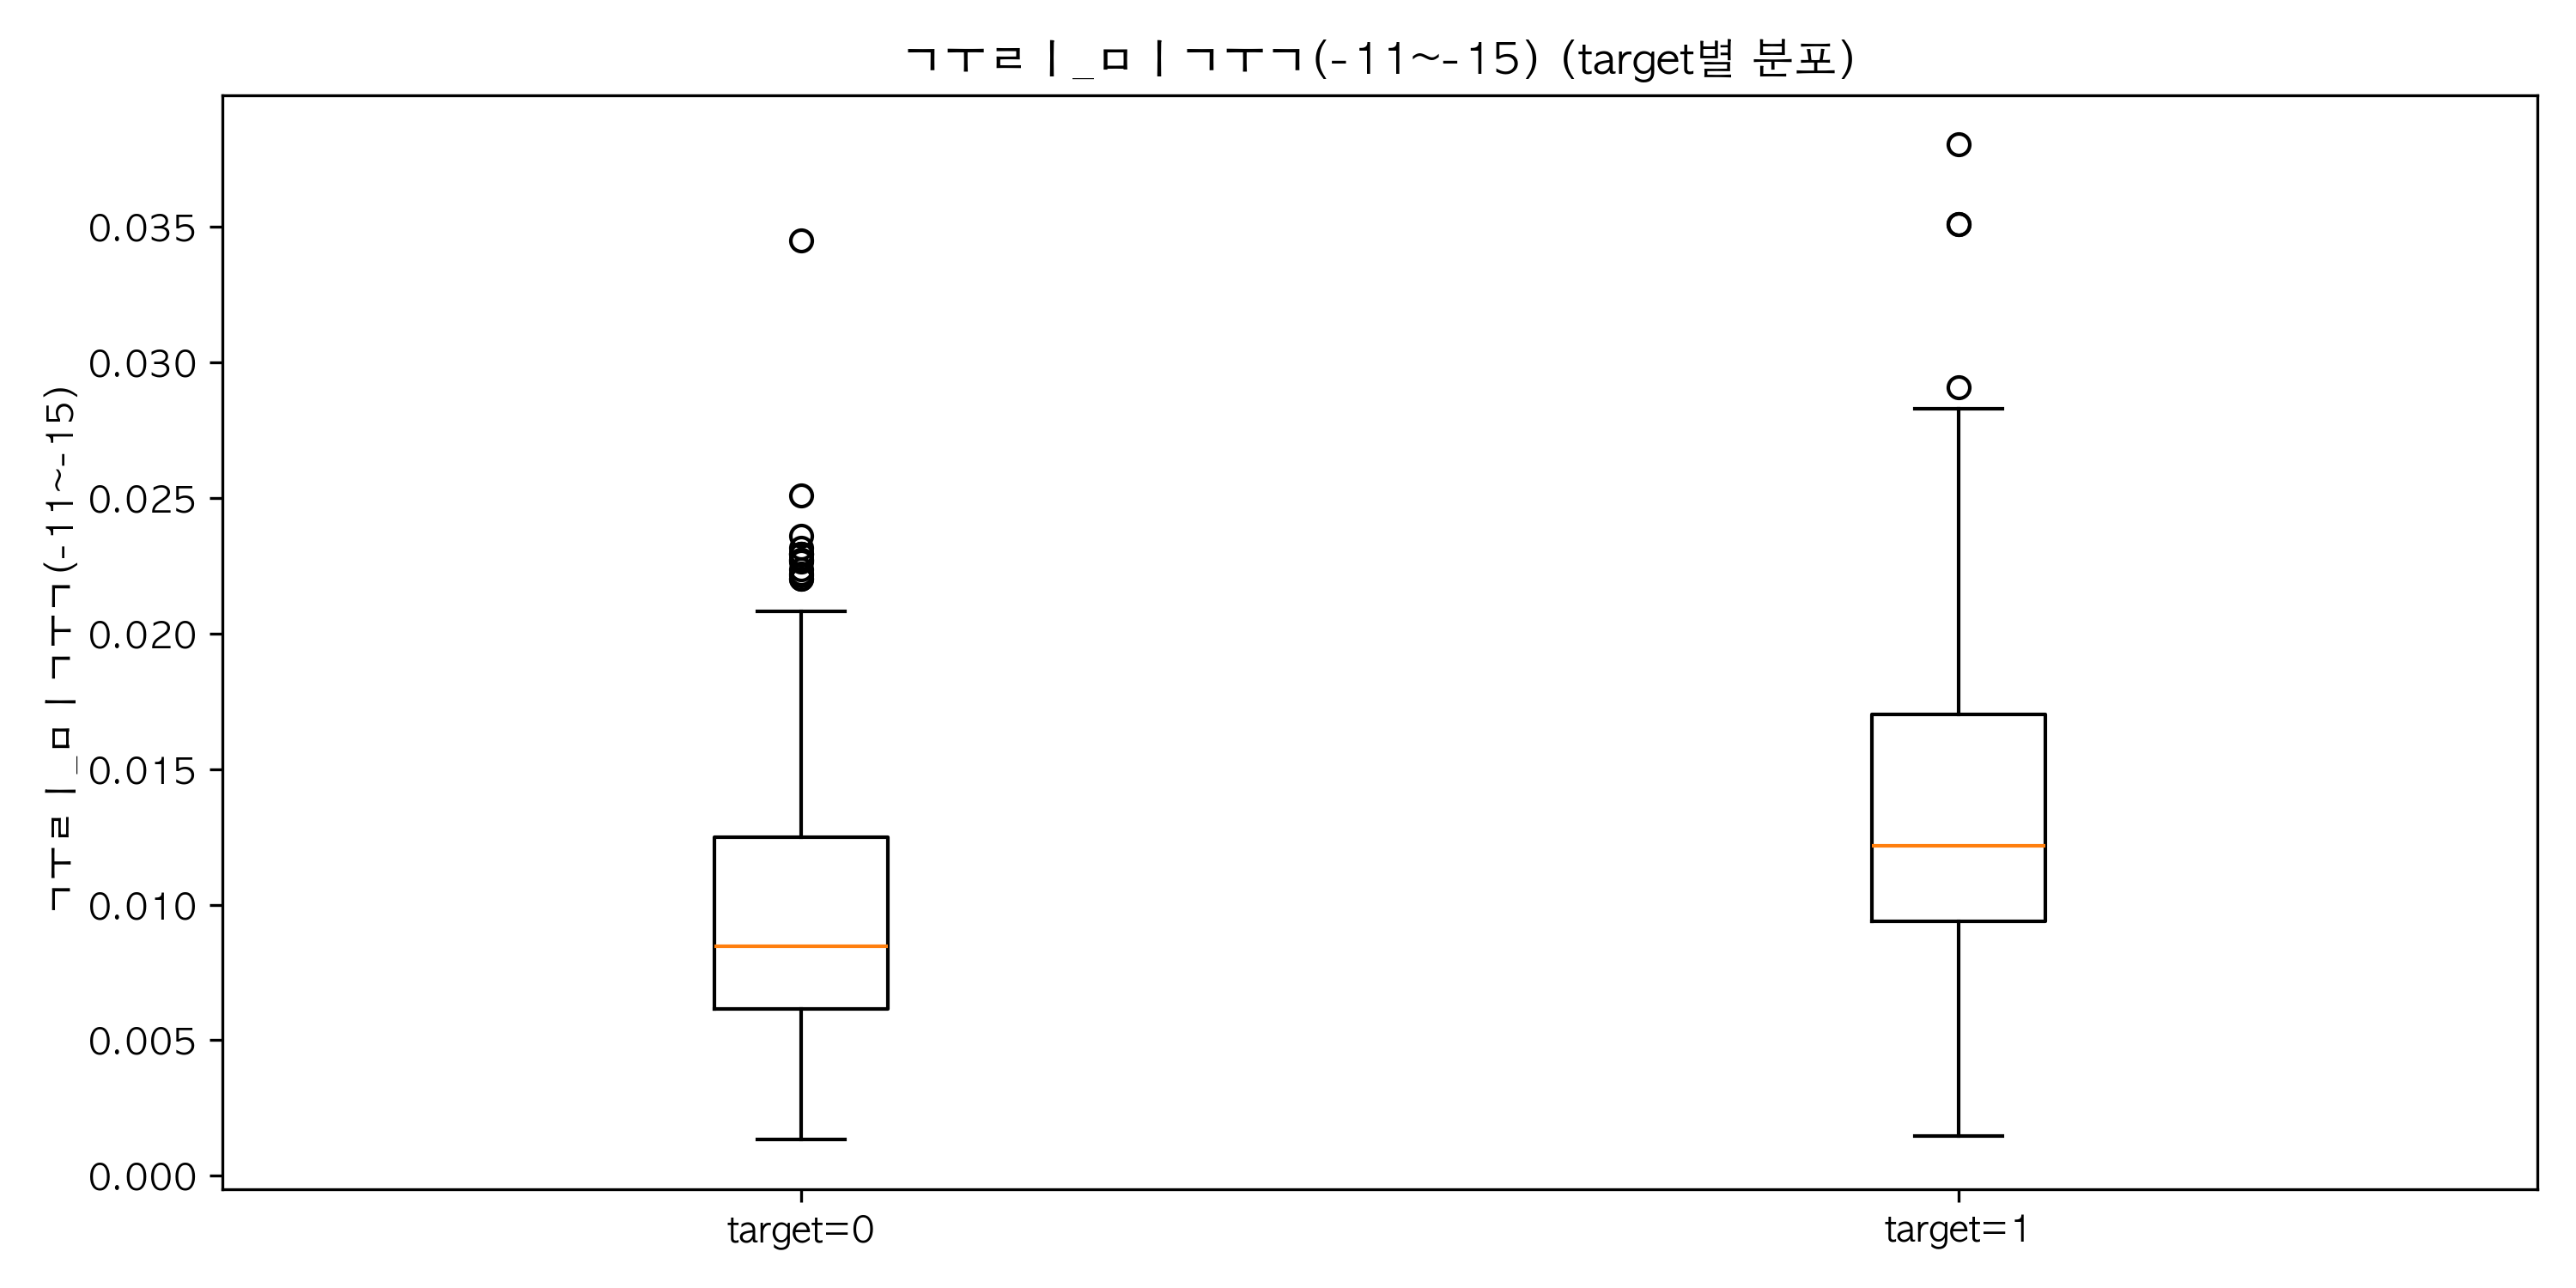 ㄱㅜㄹㅣ_ㅁㅣㄱㅜㄱ(-11~-15) (target별 분포)
ㄱㅜㄹㅣ_ㅁㅣㄱㅜㄱ(-11~-15)
0.035
0.030
0.025
0.020
0.015
0.010
0.005
0.000
target=0
target=1